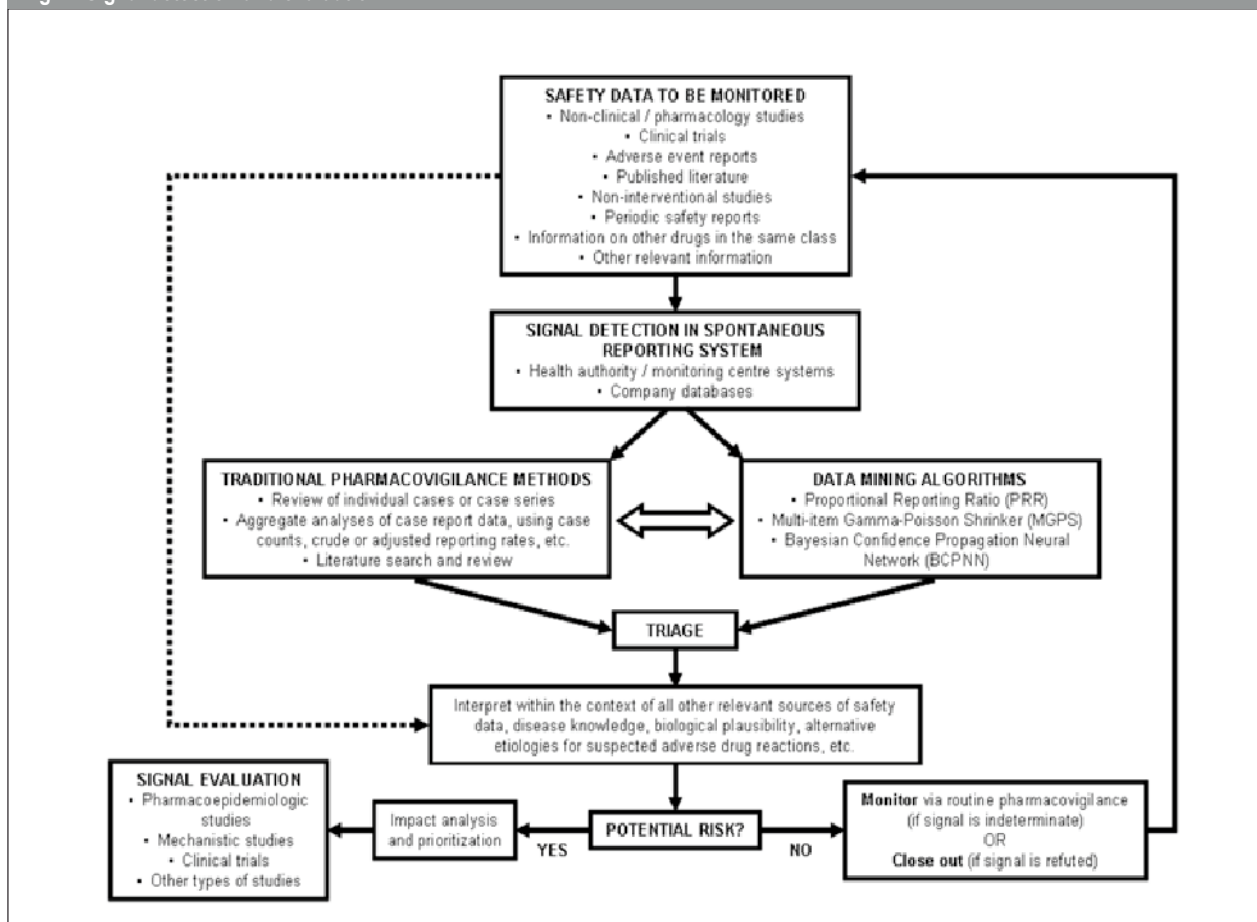 SAFETY DATA TO BE MONITORED
• Non-clinical / pharmacology studies
• Clinical trials
• Adverse event reports
• Published literature
• Non-interventional studies
• Periodic safety reports
• Information on other drugs in the same class
• Other relevant information
SIGNAL DETECTION IN SPONTANEOUS
REPORTING SYSTEM
• Health authority / monitoring centre systems
• Company databases
TRADITIONAL PHARMACOVIGILANCE METHODS
• Review of individual cases or case series
• Aggregate analyses of case report data, using case
counts, crude or adjusted reporting rates, etc.
• Literature search and review
DATA MINING ALGORITHMS
• Proportional Reporting Ratio (PRR)
• Multi-item Gamma-Poisson Shrinker (MGPS)
• Bayesian Confidence Propagation Neural
Network (BCPNN)
TRIAGE
Interpret within the context of all other relevant sources of safety
data, disease knowledge, biological plausibility, alternative
etiologies for suspected adverse drug reactions, etc.
SIGNAL EVALUATION
• Pharmacoepidemiologic
studies
• Mechanistic studies
• Clinical trials
• Other types of studies
Impact analysis
and prioritization
YES
POTENTIAL RISK?
NO
Monitor via routine pharmacovigilance
(if signal is indeterminate)
OR
Close out (if signal is refuted)